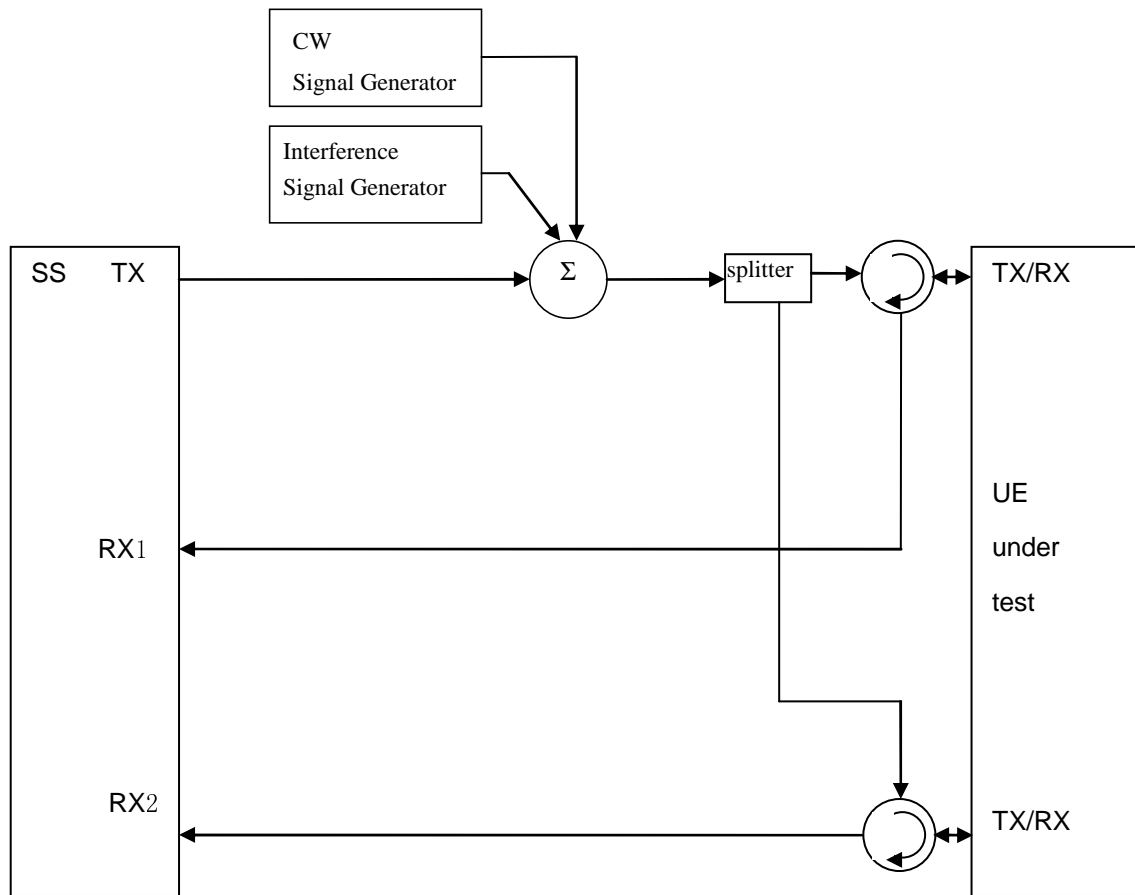 CW
Signal Generator
Interference
Signal Generator
SS TX
Σ
splitter
TX/RX
RX1
UE
under
test
RX2
TX/RX